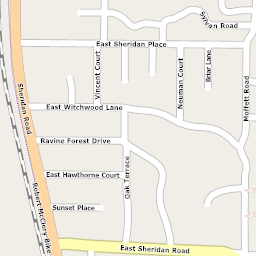 Sylvan Road
East Sheridan Place
Vincent Court
Neuman Court
Briar Lane
Moffett Road
Sheridan Road
East Witchwood Lane
Ravine Forest Drive
East Hawthorne Court
Oak Terrace
Sunset Place
Robert McClory Bike
East Sheridan Road